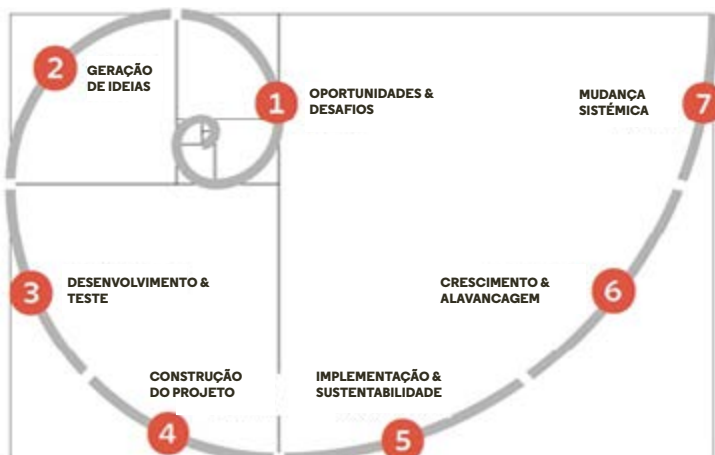 1
OPORTUNIDADES &
DESAFIOS
2
GERAÇÃO
DE IDEIAS
3
DESENVOLVIMENTO &
TESTE
4
CONSTRUÇÃO
DO PROJETO
5
IMPLEMENTAÇÃO &
SUSTENTABILIDADE
6
CRESCIMENTO &
ALAVANCAGEM
7
MUDANÇA
SISTÉMICA